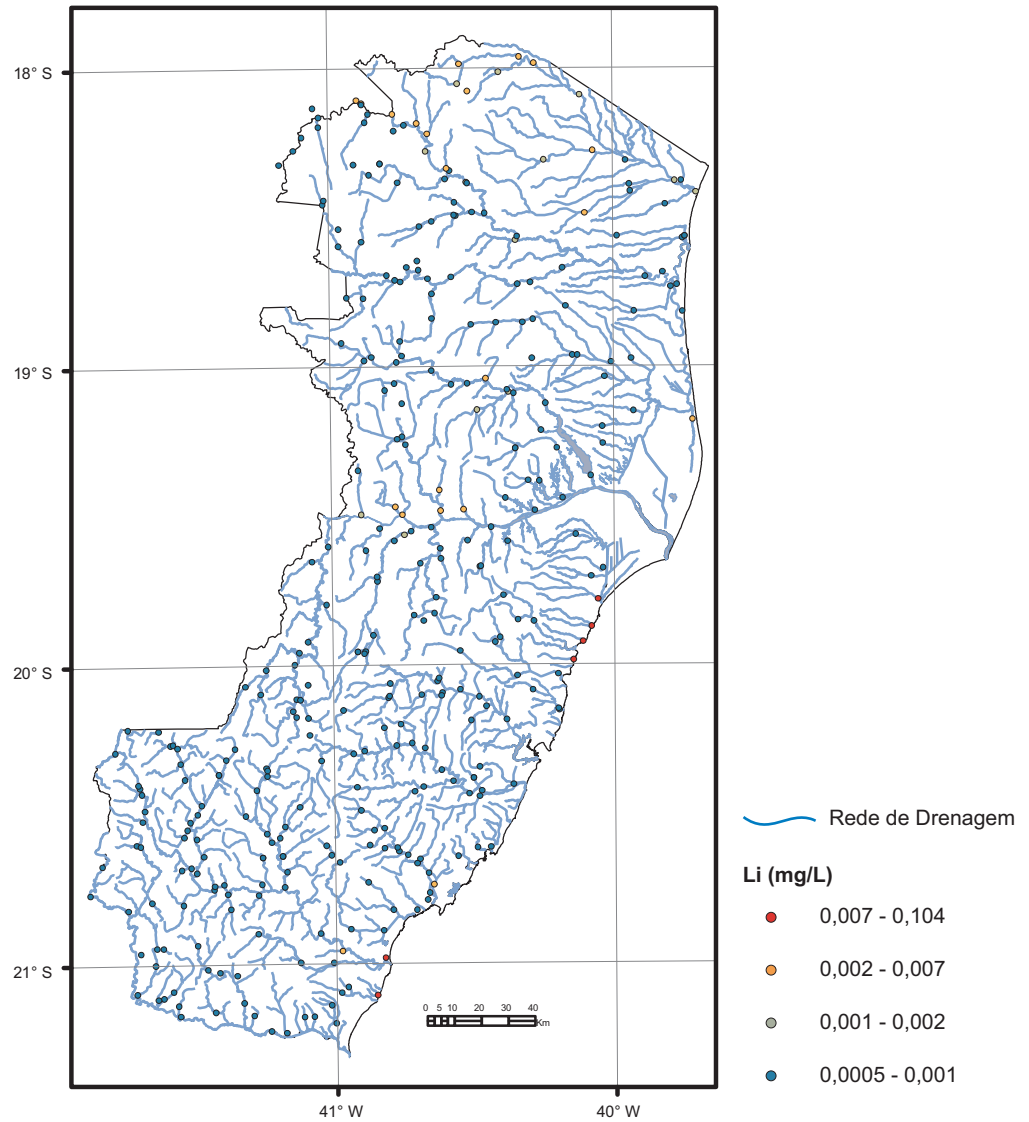 18° S
19° S
20° S
21° S
41° W
40° W
0 5 10 20 30 40
Km
Rede de Drenagem
Li (mg/L)
0,007 - 0,104
0,002 - 0,007
0,001 - 0,002
0,0005 - 0,001